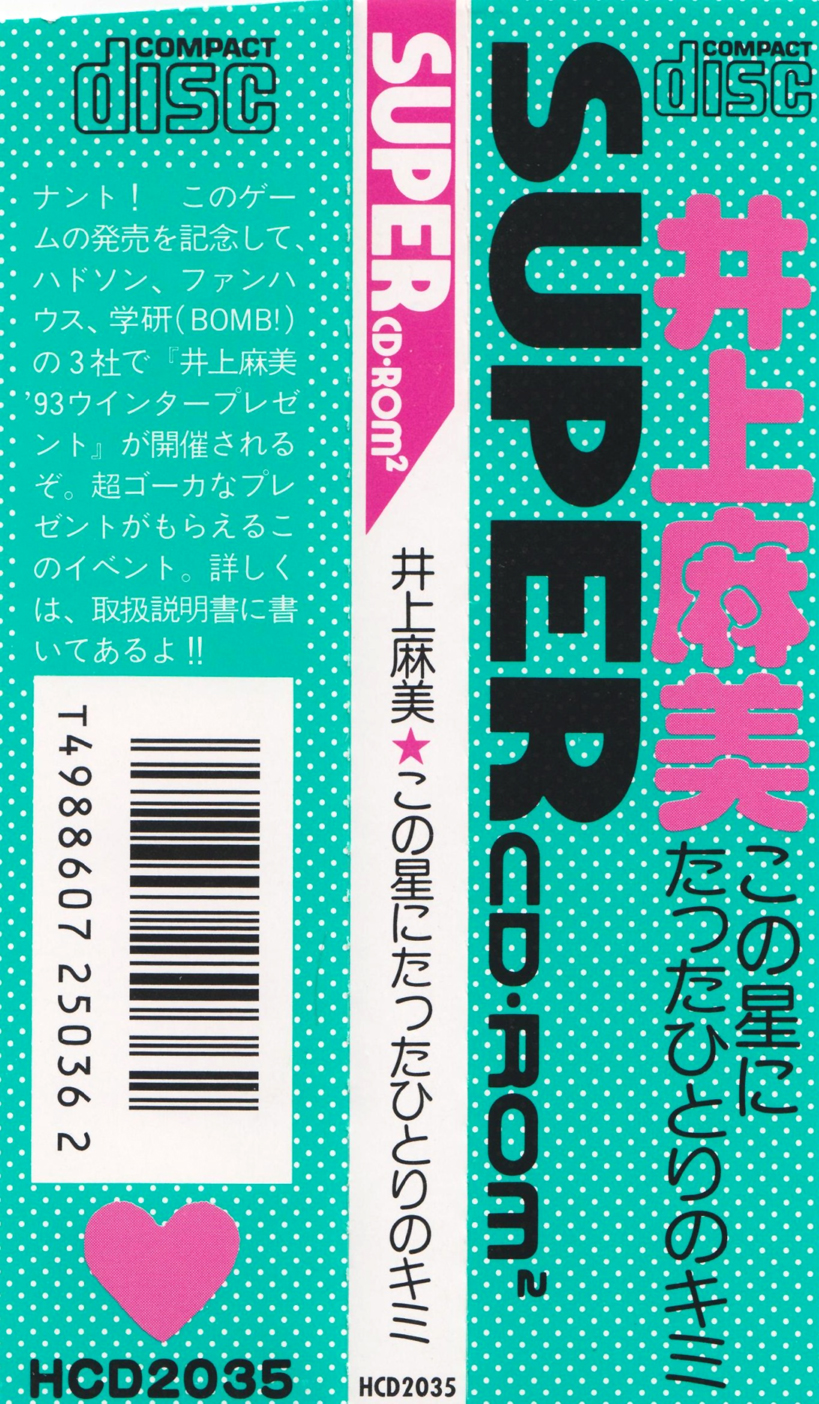 COMPACT
disc
ナント！　このゲー
ムの発売を記念して、
ハドソン、ファンハ
ウス、学研(BOMB!)
の３社で『井上麻美
'93ウインタープレゼ
ント』が開催される
ぞ。超ゴーカなプレ
ゼントがもらえるこ
のイベント。詳しく
は、取扱説明書に書
いてあるよ!!
T4988607 25036 2
HCD2035
SUPER CD・ROM²
井上麻美★この星にたったひとりのキミ
HCD2035
SUPER CD・ROM²
COMPACT
disc
井上麻美
この星に
たったひとりのキミ